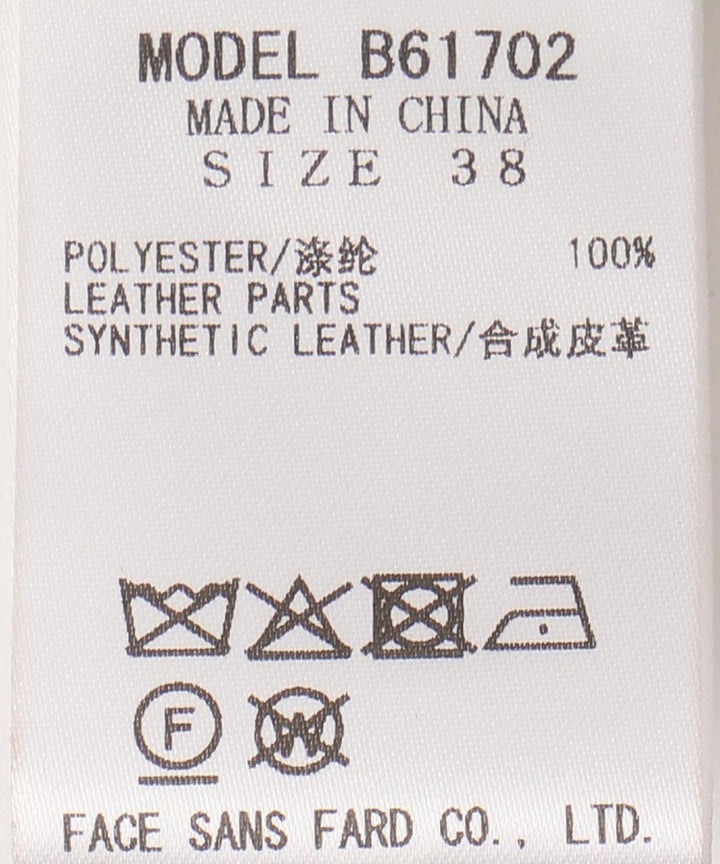 MODEL B61702
MADE IN CHINA
SIZE 38
POLYESTER/涤纶 100%
LEATHER PARTS
SYNTHETIC LEATHER/合成皮革
F W
FACE SANS FARD CO., LTD.